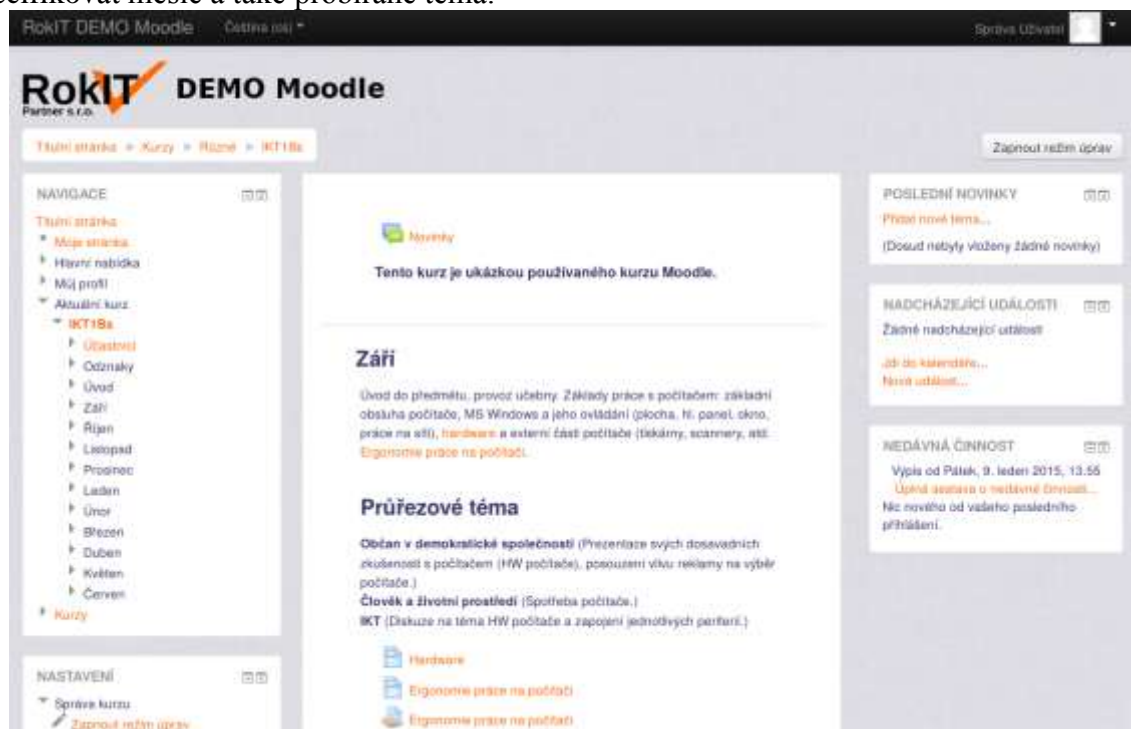 specifikovat měsíc a také probírané téma.
RokIT DEMO Moodle
Čeština (cs)
Správa Uživatel
RokIT
Partner s.r.o.
DEMO Moodle
Titulní stránka
Kurzy
Různé
IKT1Ba
Zapnout režim úprav
NAVIGACE
Titulní stránka
Moje stránka
Hlavní nabídka
Můj profil
Aktuální kurz
IKT1Ba
Účastníci
Odznaky
Úvod
Září
Říjen
Listopad
Prosinec
Leden
Únor
Březen
Duben
Květen
Červen
Kurzy
NASTAVENÍ
Správa kurzu
Zapnout režim úprav
Novinky
Tento kurz je ukázkou používaného kurzu Moodle.
Září
Úvod do předmětu, provoz učebny. Základy práce s počítačem: základní
obsluha počítače, MS Windows a jeho ovládání (plocha, hl. panel, okno,
práce na síti), hardware a externí části počítače (tiskárny, scannery, atd.
Ergonomie práce na počítači.
Průřezové téma
Občan v demokratické společnosti (Prezentace svých dosavadních
zkušeností s počítačem (HW počítače), posouzení vlivu reklamy na výběr
počítače.)
Člověk a životní prostředí (Spotřeba počítače.)
IKT (Diskuze na téma HW počítače a zapojení jednotlivých periferií.)
Hardware
Ergonomie práce na počítači
Ergonomie práce na počítači
POSLEDNÍ NOVINKY
Přidat nové téma...
(Dosud nebyly vloženy žádné novinky)
NADCHÁZEJÍCÍ UDÁLOSTI
Žádné nadcházející události
Jdi do kalendáře...
Nová událost...
NEDÁVNÁ ČINNOST
Výpis od Pátek, 9. leden 2015, 13.55
Úplná sestava o nedávné činnosti...
Nic nového od vašeho posledního
přihlášení.